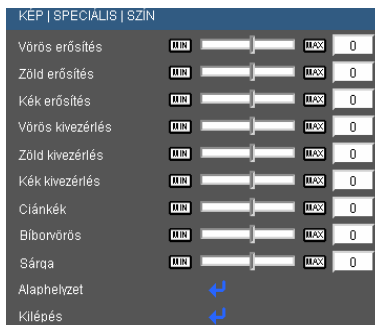 KÉP | SPECIÁLIS | SZÍN
Vörös erősítés MIN MAX 0
Zöld erősítés MIN MAX 0
Kék erősítés MIN MAX 0
Vörös kivezérlés MIN MAX 0
Zöld kivezérlés MIN MAX 0
Kék kivezérlés MIN MAX 0
Ciánkék MIN MAX 0
Bíborvörös MIN MAX 0
Sárga MIN MAX 0
Alaphelyzet
Kilépés